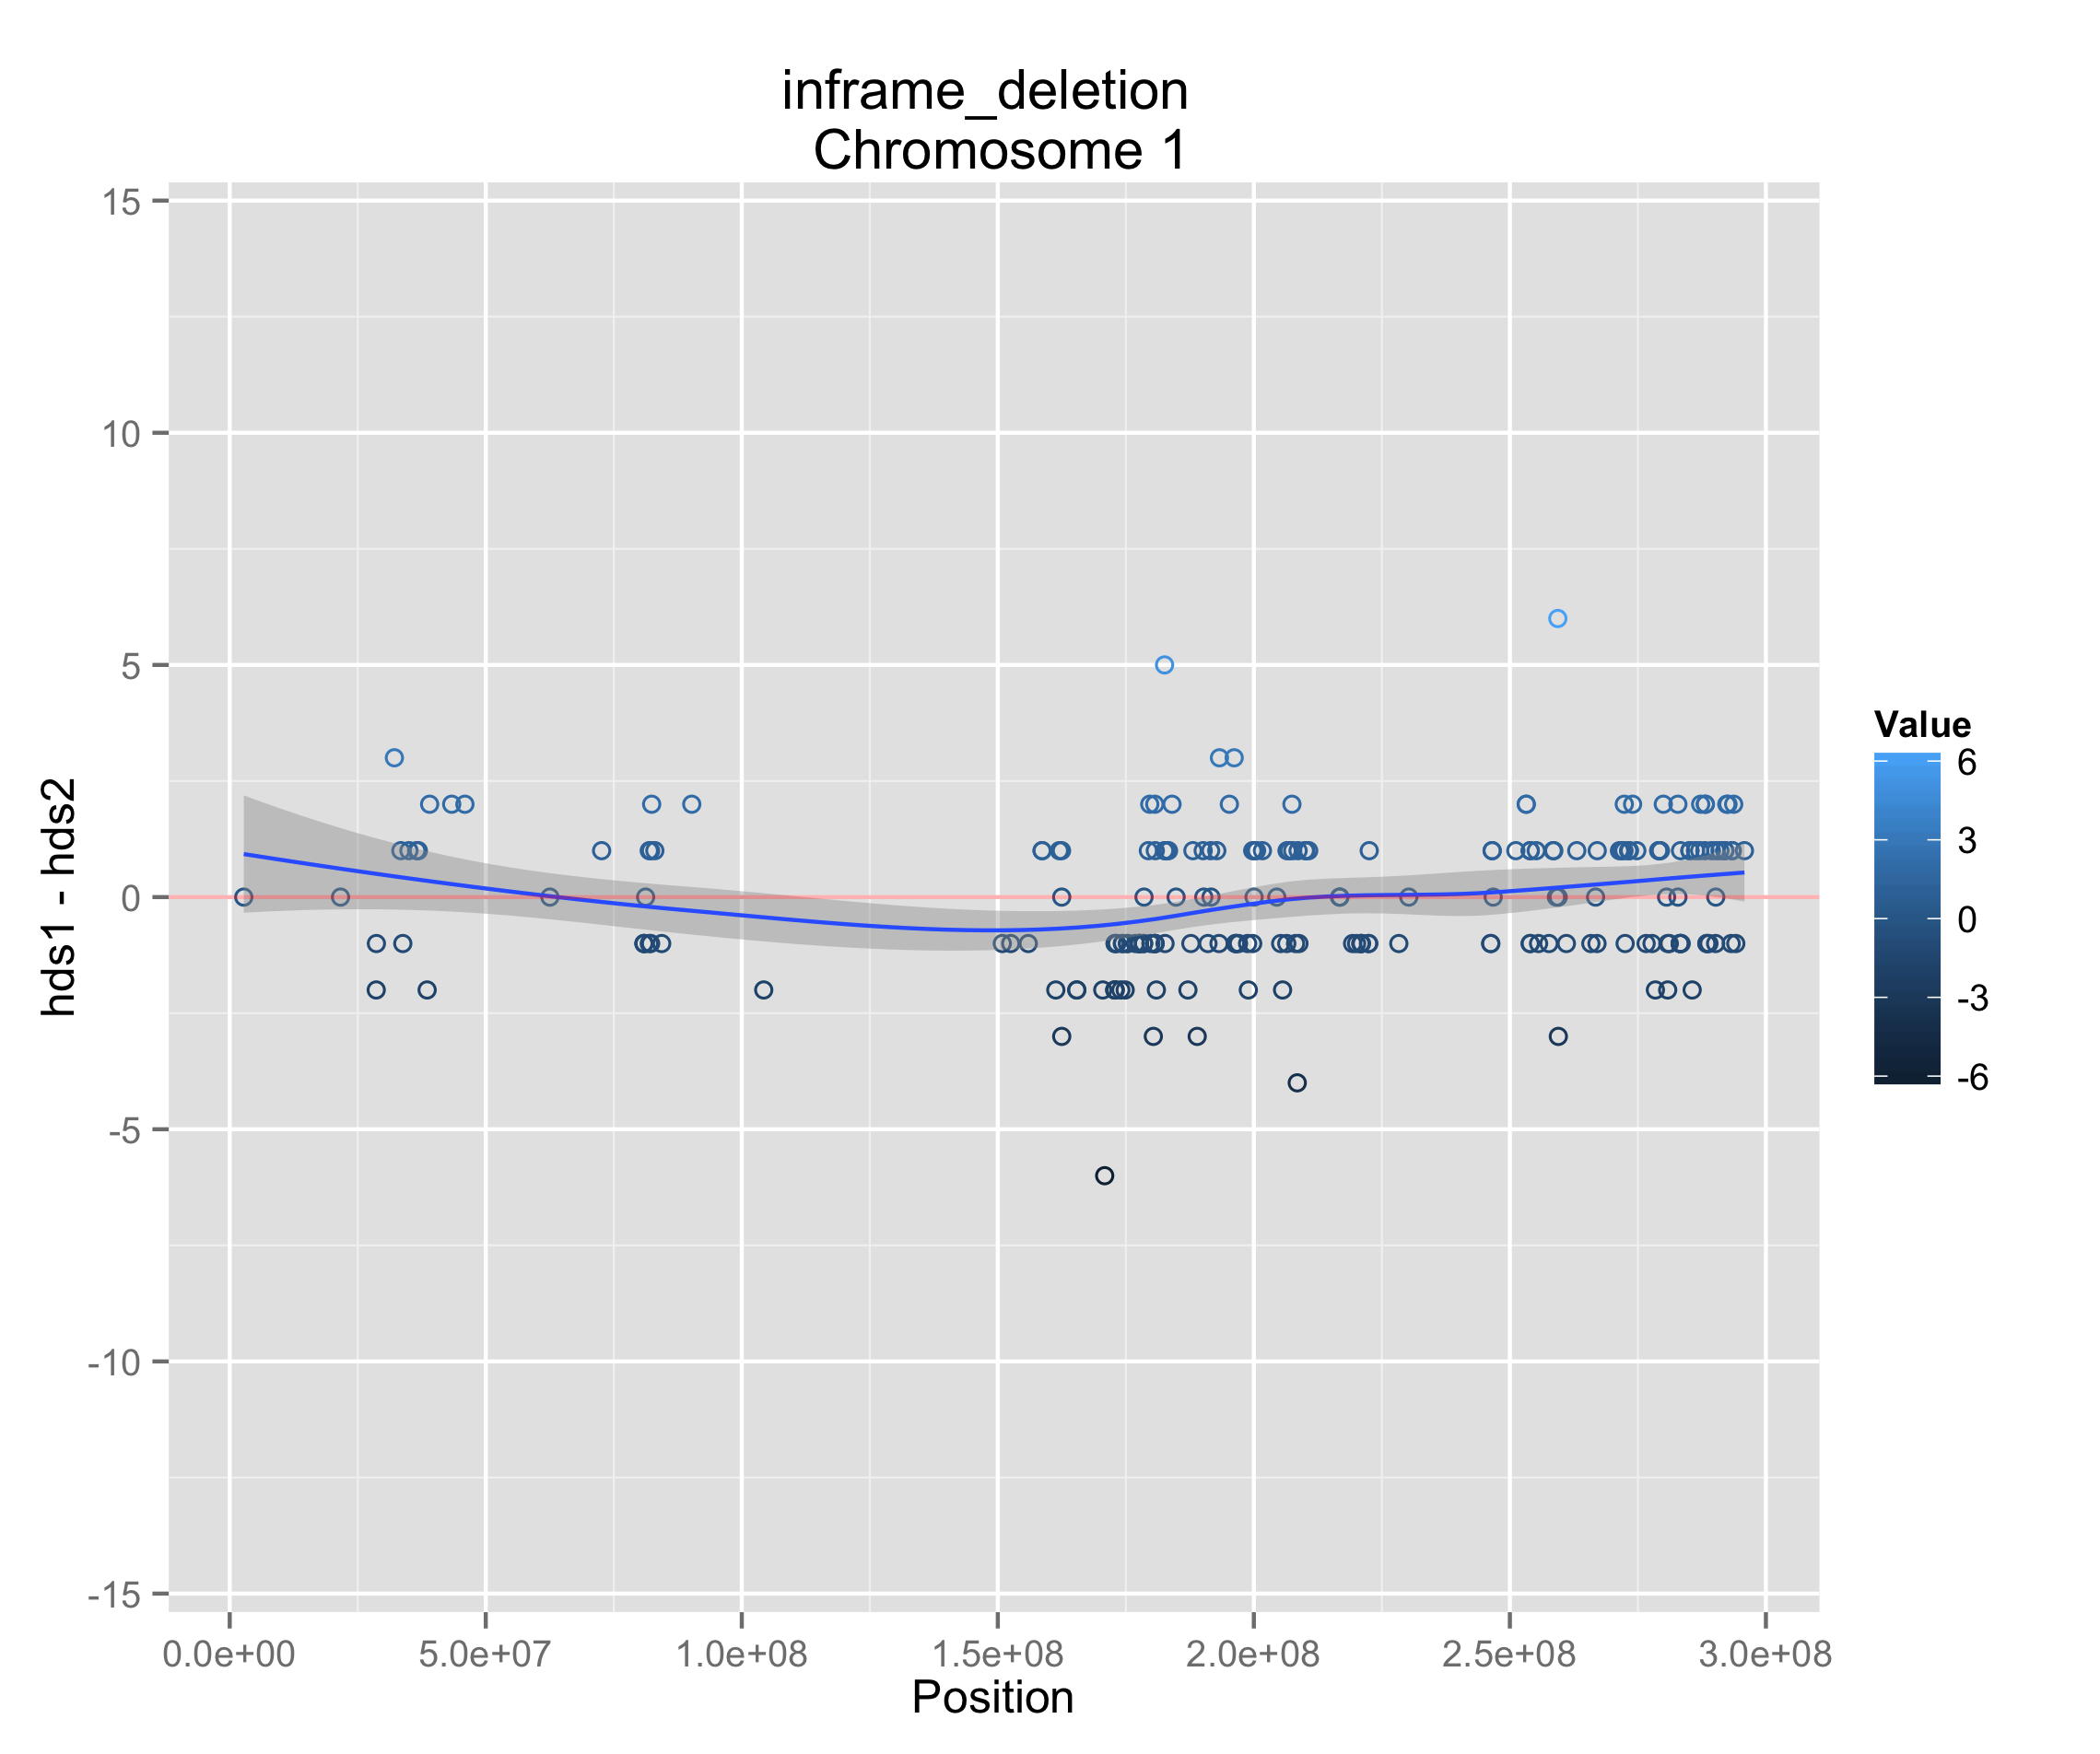 inframe_deletion
Chromosome 1
15
10
5
0
-5
-10
-15
hds1 - hds2
0.0e+00 5.0e+07 1.0e+08 1.5e+08 2.0e+08 2.5e+08 3.0e+08
Position
Value
6
3
0
-3
-6